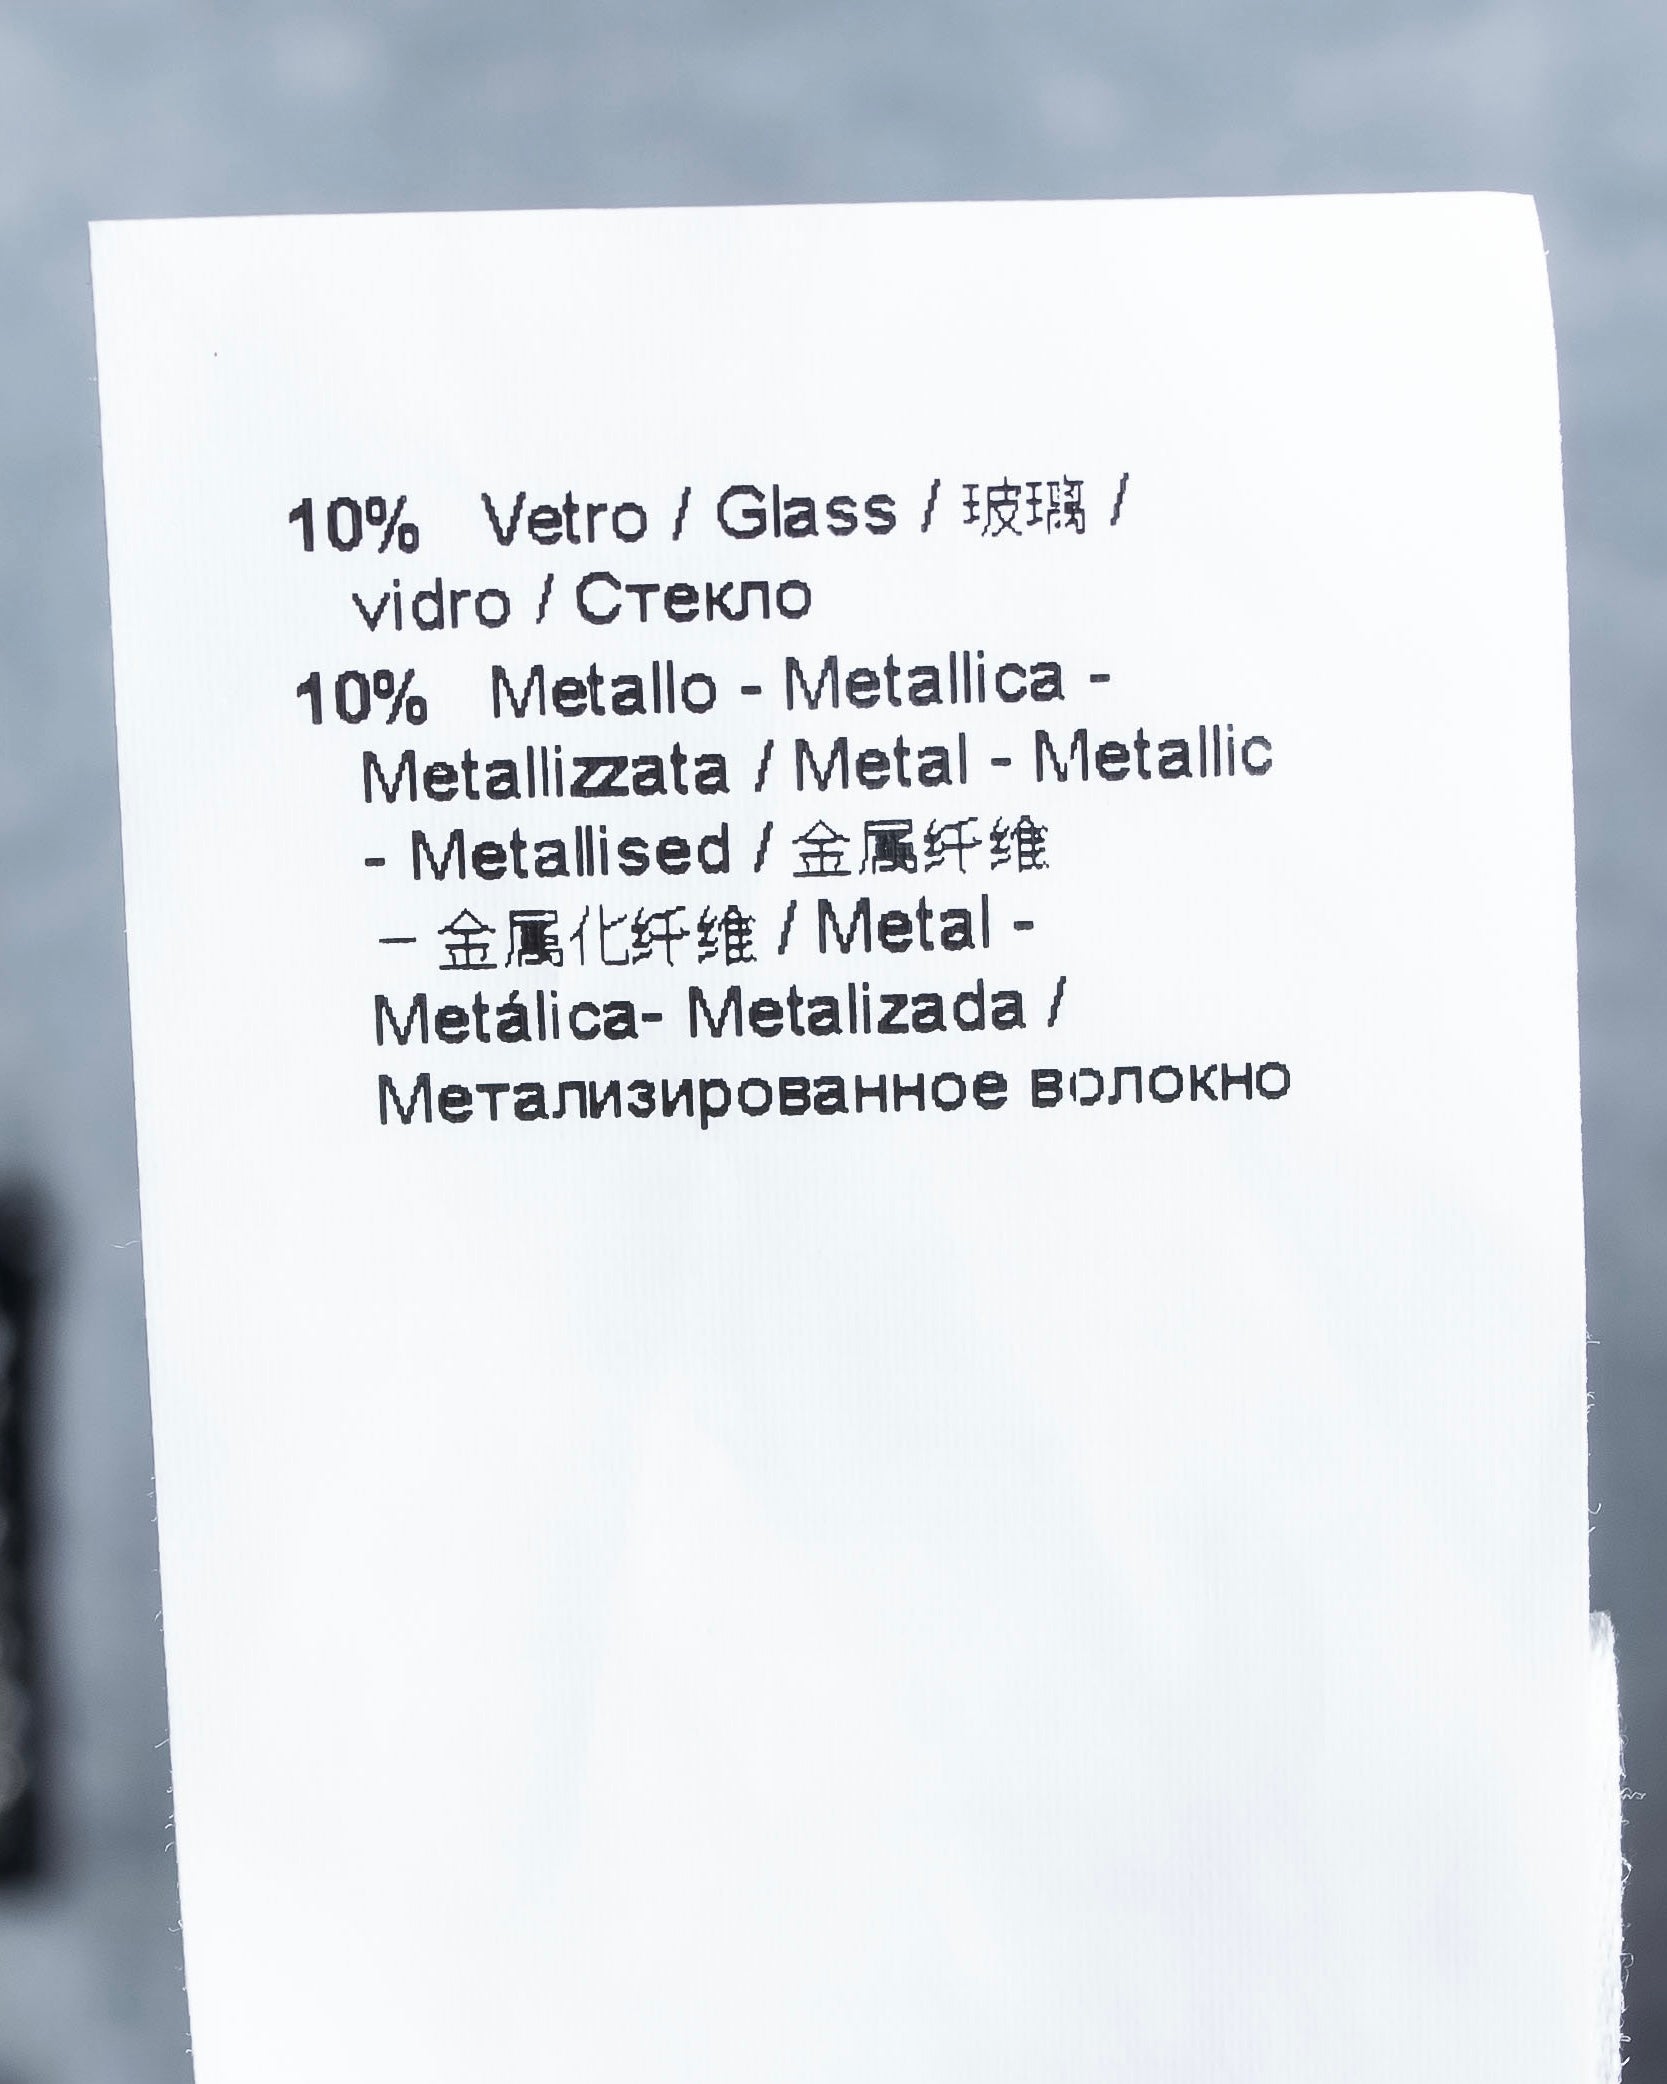 10% Vetro / Glass / 玻璃 /
vidro / Стекло
10% Metallo - Metallica -
Metallizzata / Metal - Metallic
- Metallised / 金属纤维
– 金属化纤维 / Metal -
Metálica- Metalizada /
Метализированное волокно